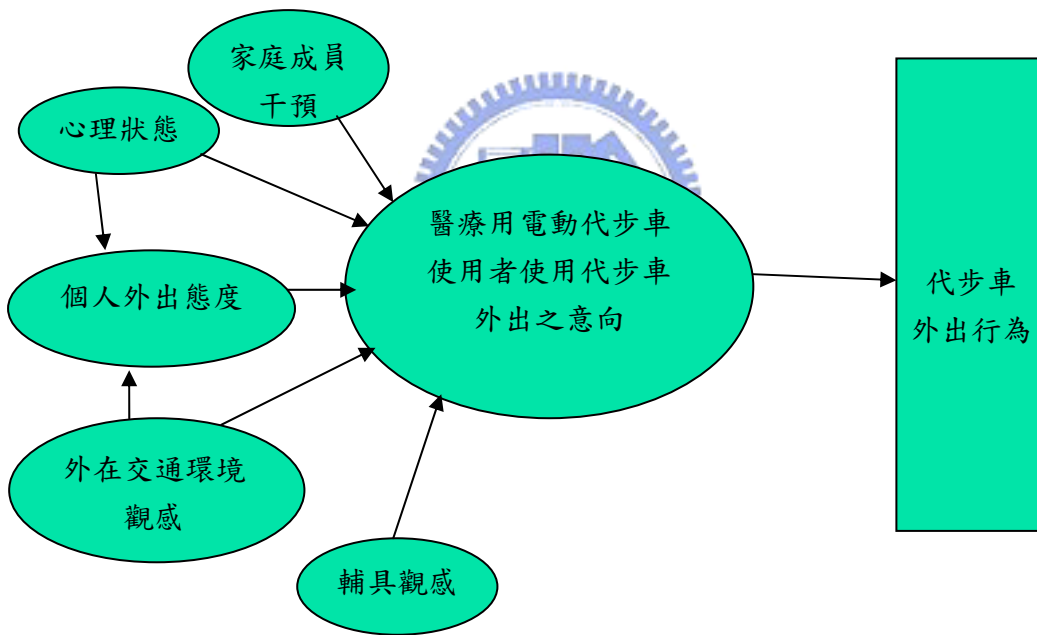 家庭成員
干預
心理狀態
醫療用電動代步車
使用者使用代步車
外出之意向
個人外出態度
代步車
外出行為
外在交通環境
觀感
輔具觀感